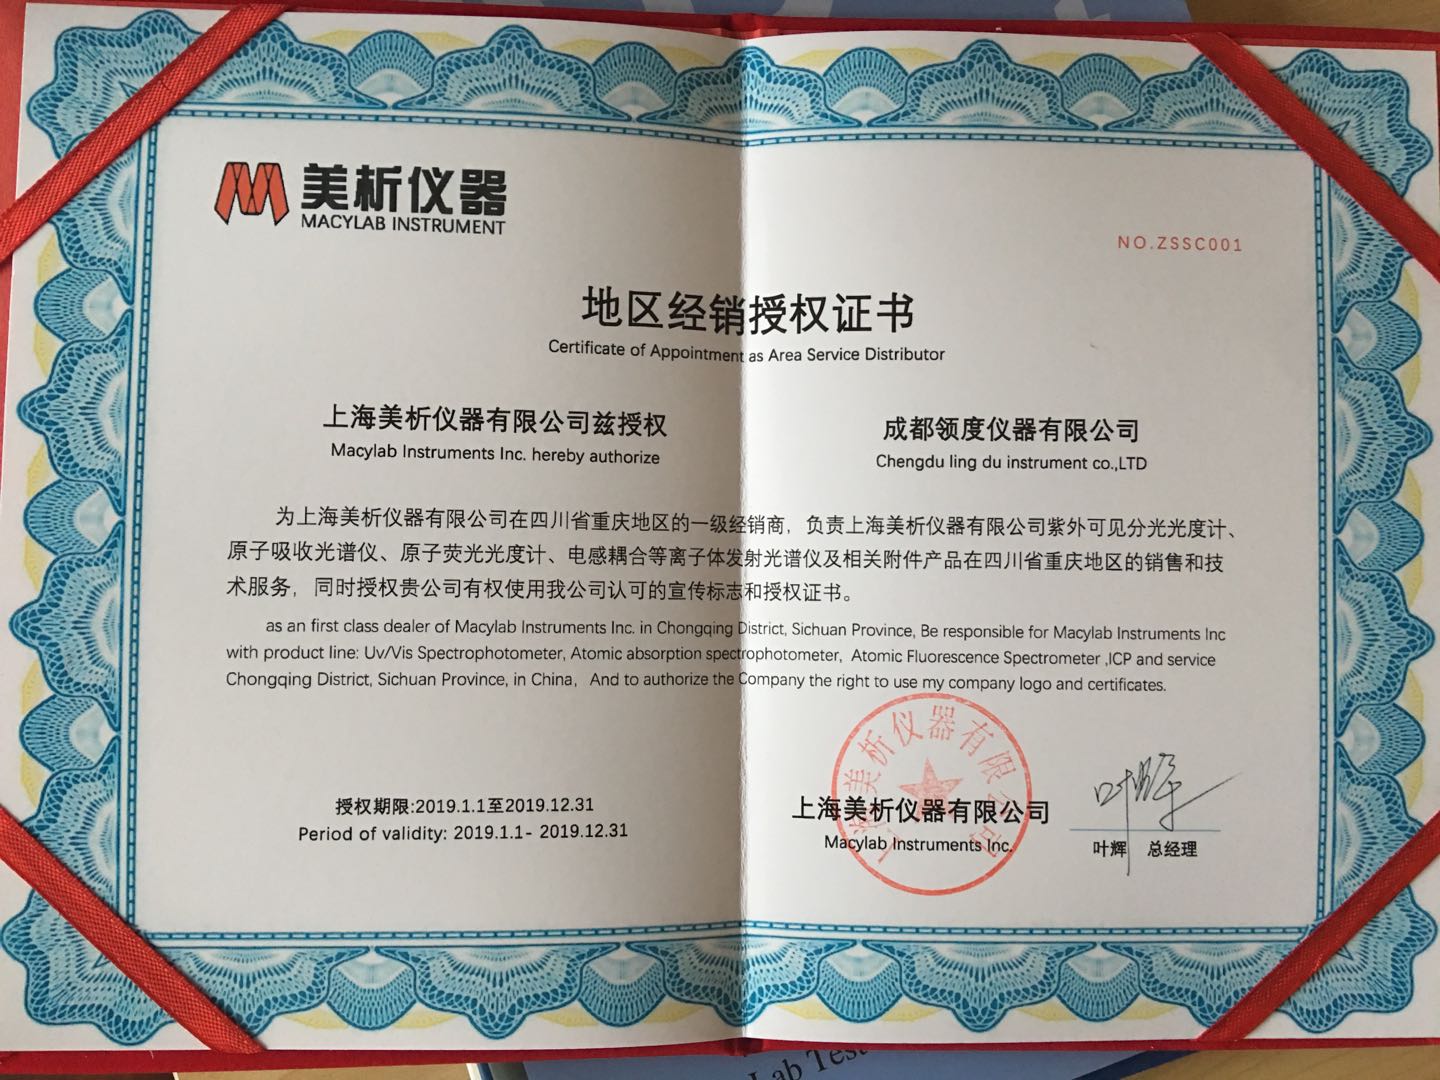 美析仪器
MACYLAB INSTRUMENT
NO.ZSSC001
地区经销授权证书
Certificate of Appointment as Area Service Distributor
上海美析仪器有限公司兹授权
Macylab Instruments Inc. hereby authorize
成都领度仪器有限公司
Chengdu ling du instrument co.,LTD
为上海美析仪器有限公司在四川省重庆地区的一级经销商，负责上海美析仪器有限公司紫外可见分光光度计、
原子吸收光谱仪、原子荧光光度计、电感耦合等离子体发射光谱仪及相关附件产品在四川省重庆地区的销售和技
术服务，同时授权贵公司有权使用我公司认可的宣传标志和授权证书。
as an first class dealer of Macylab Instruments Inc. in Chongqing District, Sichuan Province, Be responsible for Macylab Instruments Inc
with product line: Uv/Vis Spectrophotometer, Atomic absorption spectrophotometer, Atomic Fluorescence Spectrometer ,ICP and service
Chongqing District, Sichuan Province, in China, And to authorize the Company the right to use my company logo and certificates.
授权期限:2019.1.1至2019.12.31
Period of validity: 2019.1.1- 2019.12.31
上海美析仪器有限公司
上海美析仪器有限公司
Macylab Instruments Inc.
叶辉
叶辉 总经理
Lab Test